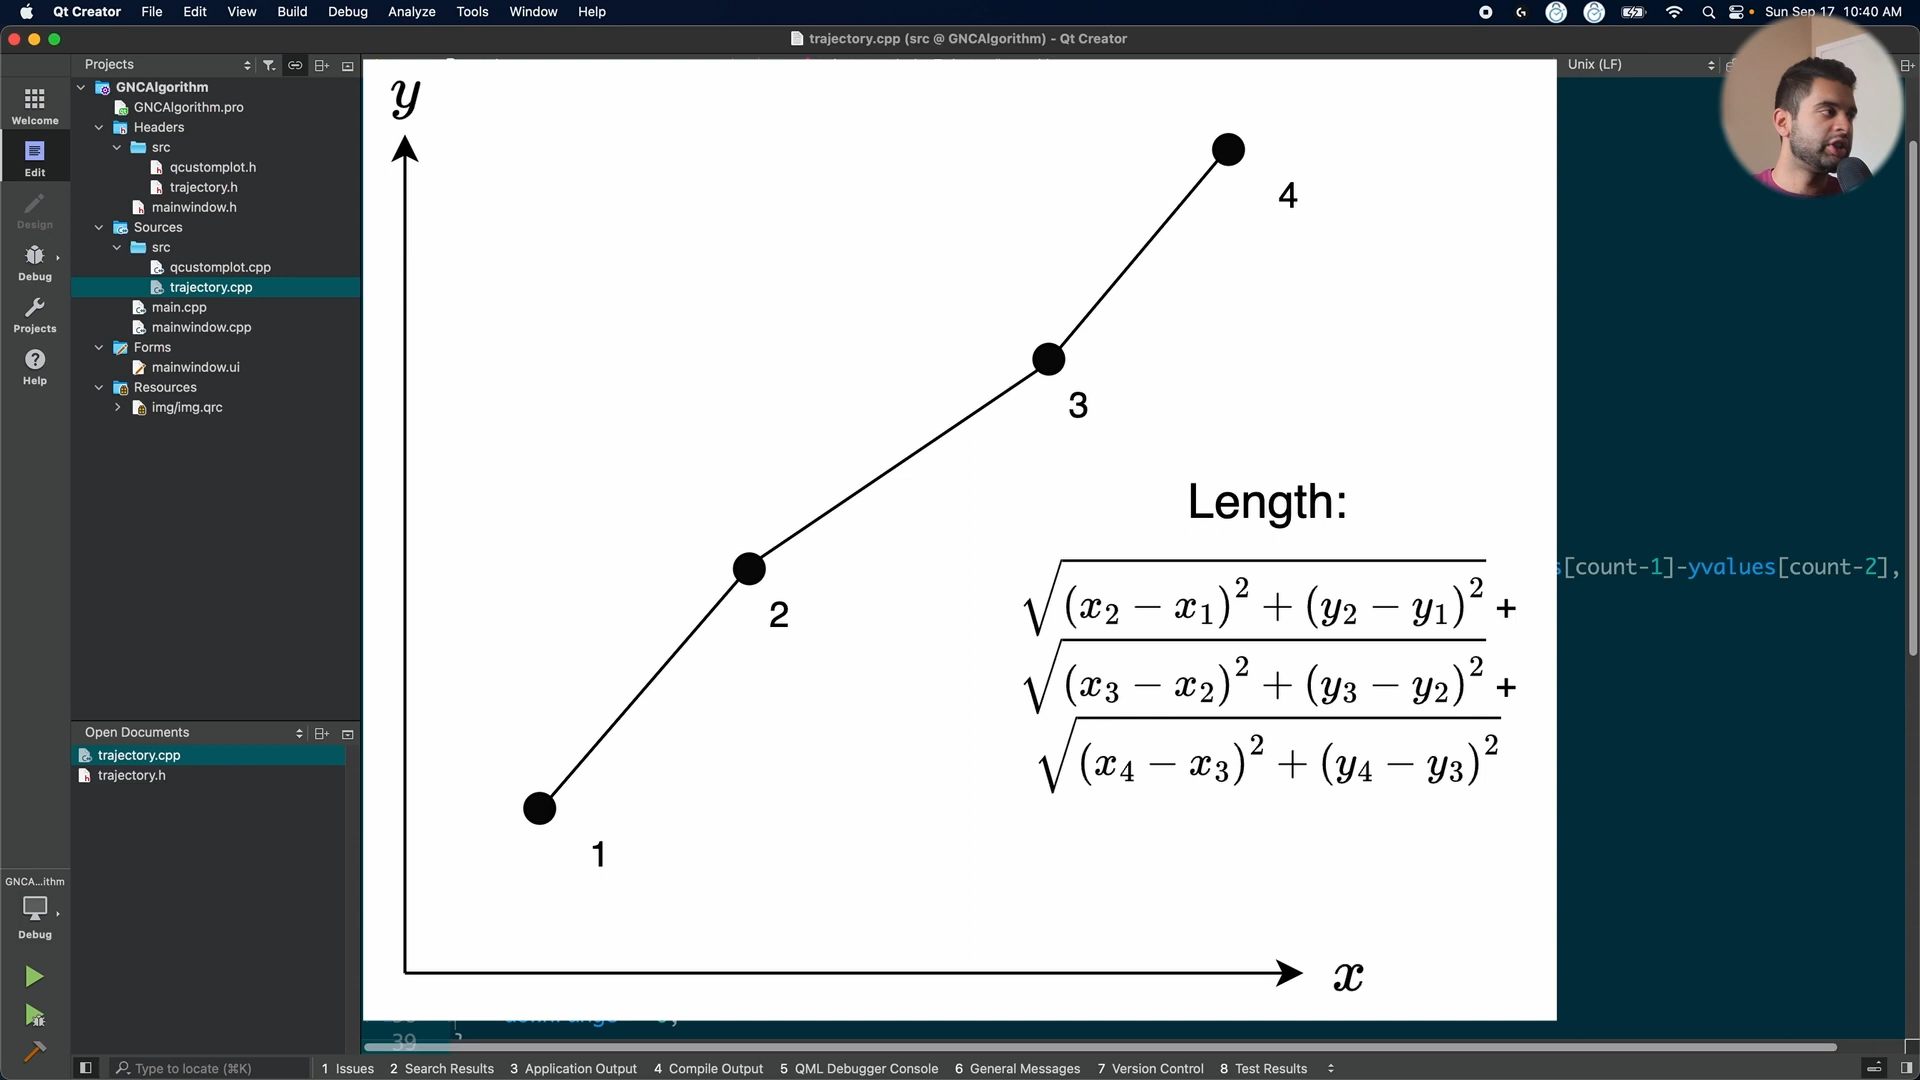 Qt Creator File Edit View Build Debug Analyze Tools Window Help Sun Sep 17 10:40 AM
trajectory.cpp (src @ GNCAlgorithm) - Qt Creator
Projects
Unix (LF)
Welcome
Edit
Design
Debug
Projects
Help
GNCAlgorithm
GNCAlgorithm.pro
Headers
src
qcustomplot.h
trajectory.h
mainwindow.h
Sources
src
qcustomplot.cpp
trajectory.cpp
main.cpp
mainwindow.cpp
Forms
mainwindow.ui
Resources
img/img.qrc
Open Documents
trajectory.cpp
trajectory.h
GNCA...ithm
Debug
y
4
3
2
1
x
Length:
√(x₂ − x₁)² + (y₂ − y₁)² +
√(x₃ − x₂)² + (y₃ − y₂)² +
√(x₄ − x₃)² + (y₄ − y₃)²
[count-1]-yvalues[count-2],
39
Type to locate (⌘K) 1 Issues 2 Search Results 3 Application Output 4 Compile Output 5 QML Debugger Console 6 General Messages 7 Version Control 8 Test Results